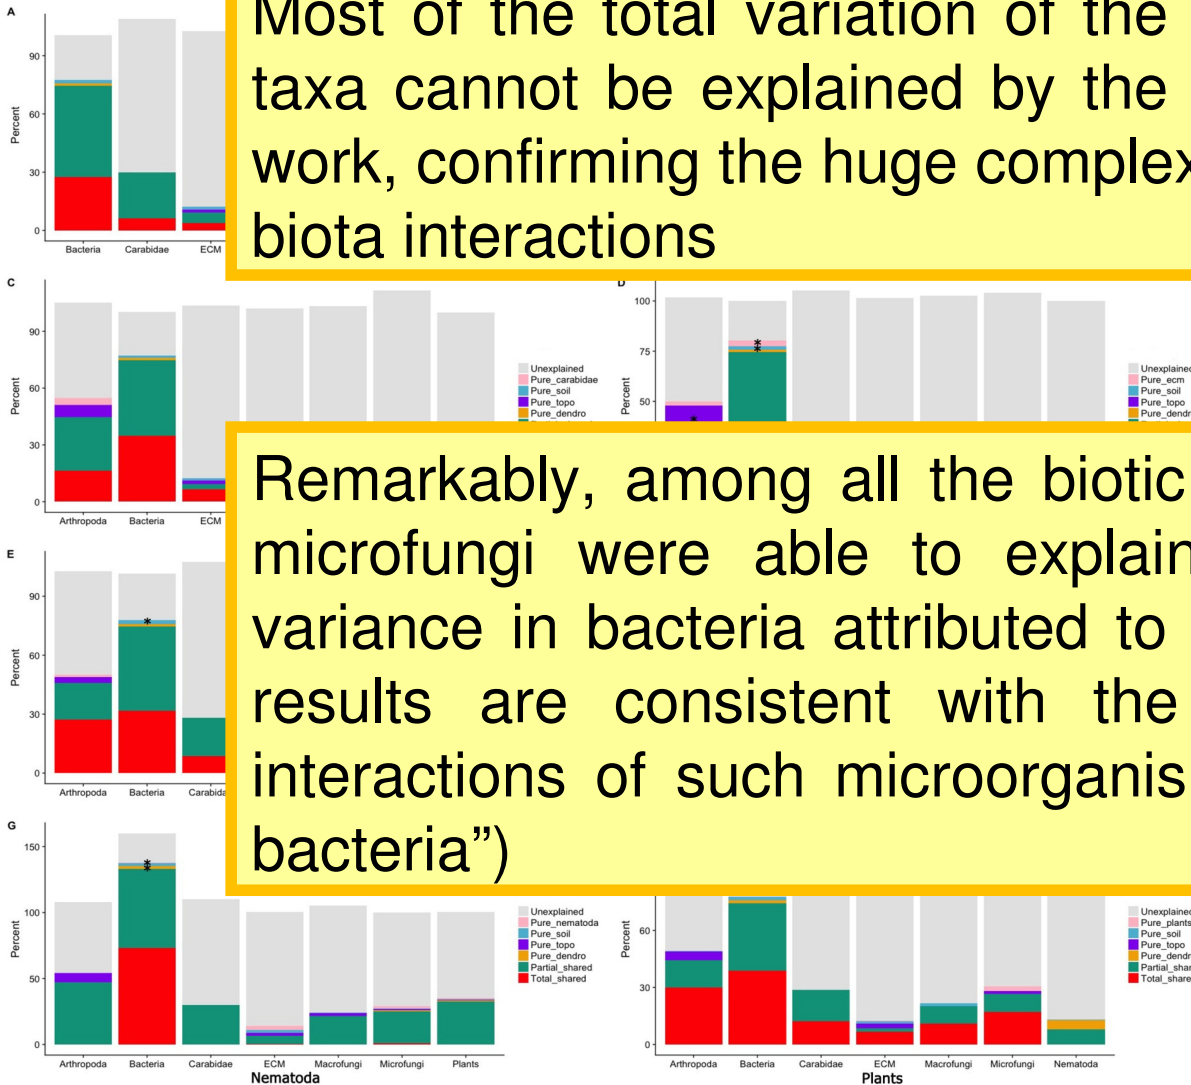 A
Most of the total variation of the
taxa cannot be explained by the
work, confirming the huge complex
biota interactions
90
60
30
0
Percent
Bacteria Carabidae ECM
C
90
60
30
0
Percent
Arthropoda Bacteria ECM
Unexplained
Pure_carabidae
Pure_soil
Pure_topo
Pure_dendro
D
100
75
50
Percent
Unexplained
Pure_ecm
Pure_soil
Pure_topo
Pure_dendr
Remarkably, among all the biotic
microfungi were able to explain
variance in bacteria attributed to
results are consistent with the
interactions of such microorganis
bacteria”)
E
90
60
30
0
Percent
Arthropoda Bacteria Carabida
G
150
100
50
0
Percent
Arthropoda Bacteria Carabidae ECM Macrofungi Microfungi Plants
Nematoda
Unexplained
Pure_nematoda
Pure_soil
Pure_topo
Pure_dendro
Partial_shared
Total_shared
60
30
0
Percent
Arthropoda Bacteria Carabidae ECM Macrofungi Microfungi Nematoda
Plants
Unexplained
Pure_plants
Pure_soil
Pure_topo
Pure_dendr
Partial_shar
Total_share